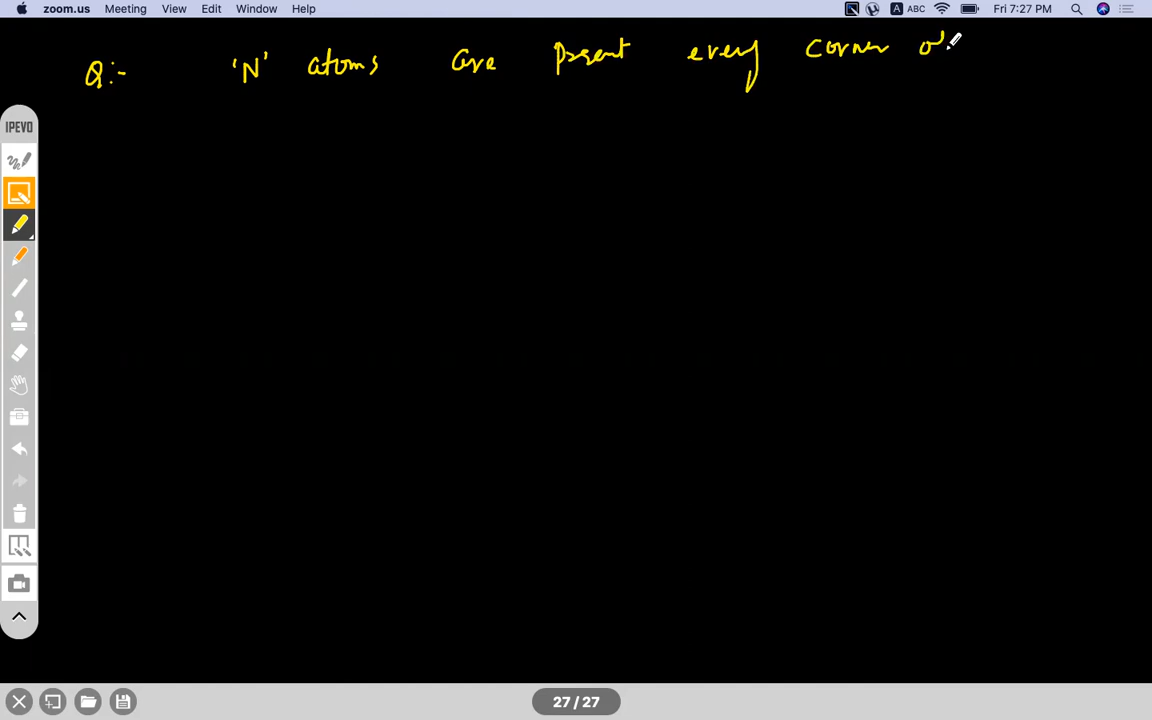 zoom.us Meeting View Edit Window Help A ABC Fri 7:27 PM
Q:- 'N' atoms are present every corner of
IPEVO
27 / 27